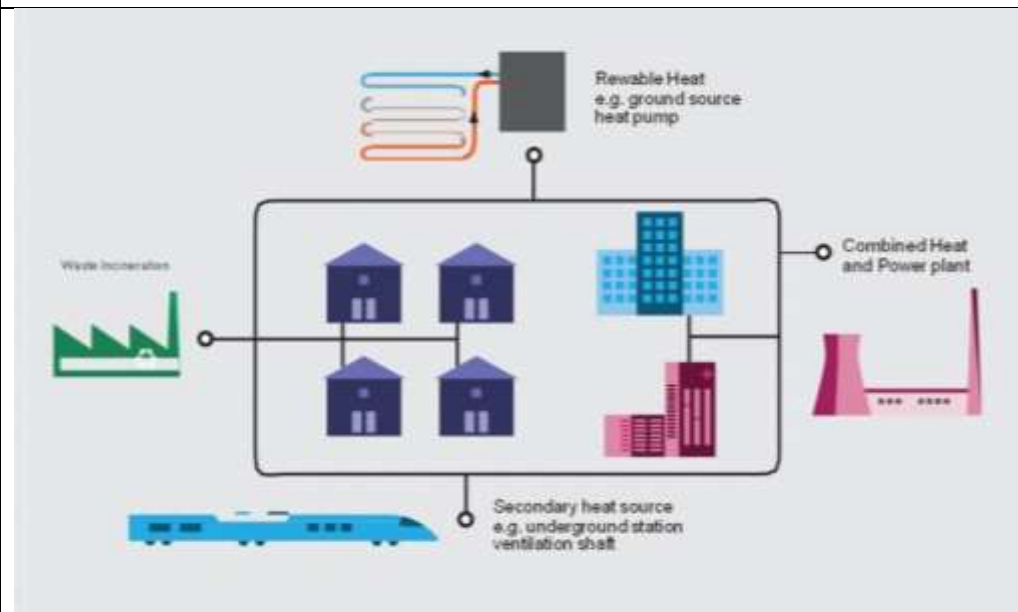 Rewable Heat
e.g. ground source
heat pump
Waste Incineration
Combined Heat
and Power plant
Secondary heat source
e.g. underground station
ventilation shaft